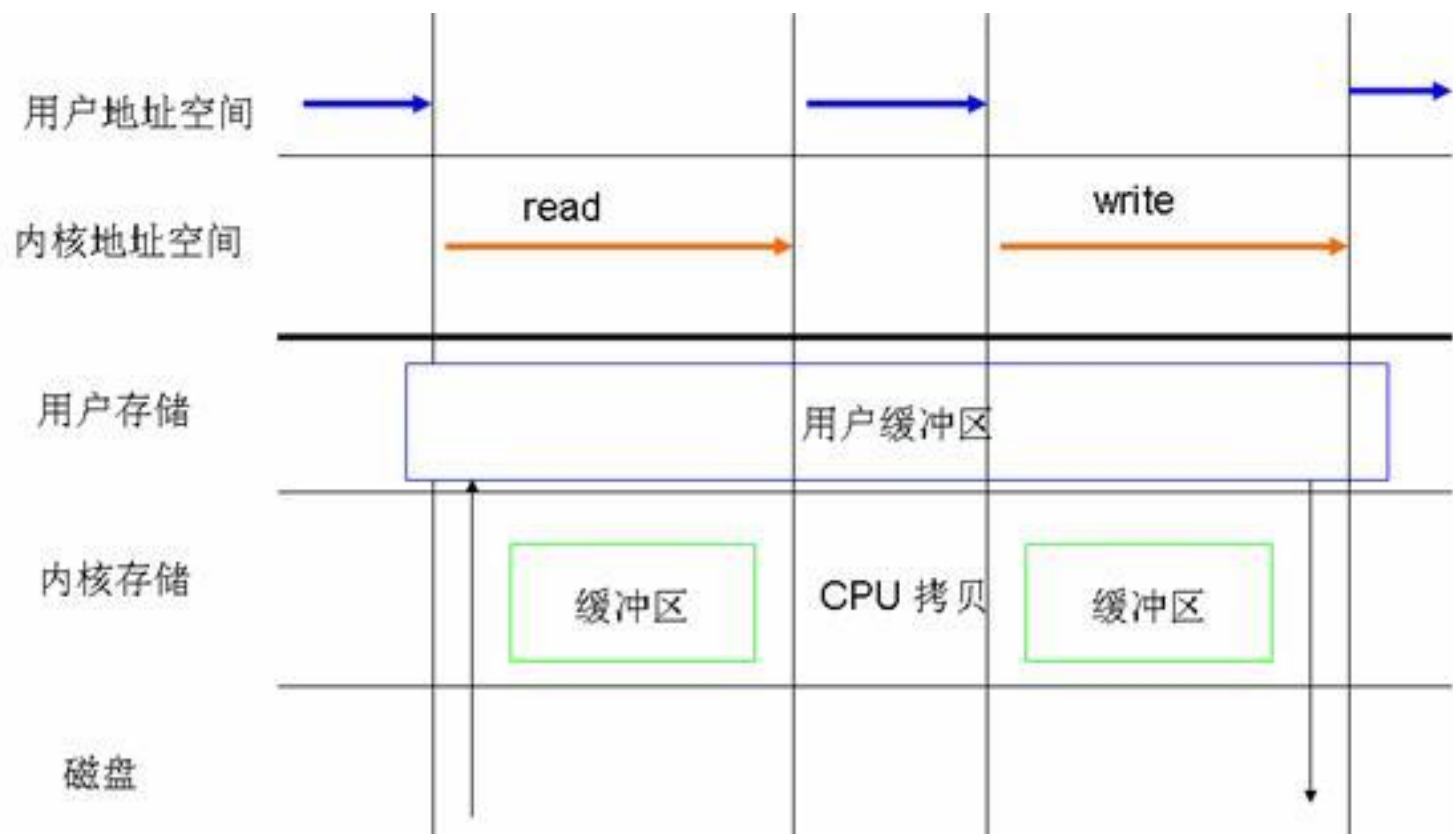 用户地址空间
内核地址空间
read
write
用户存储
用户缓冲区
内核存储
缓冲区
CPU 拷贝
缓冲区
磁盘